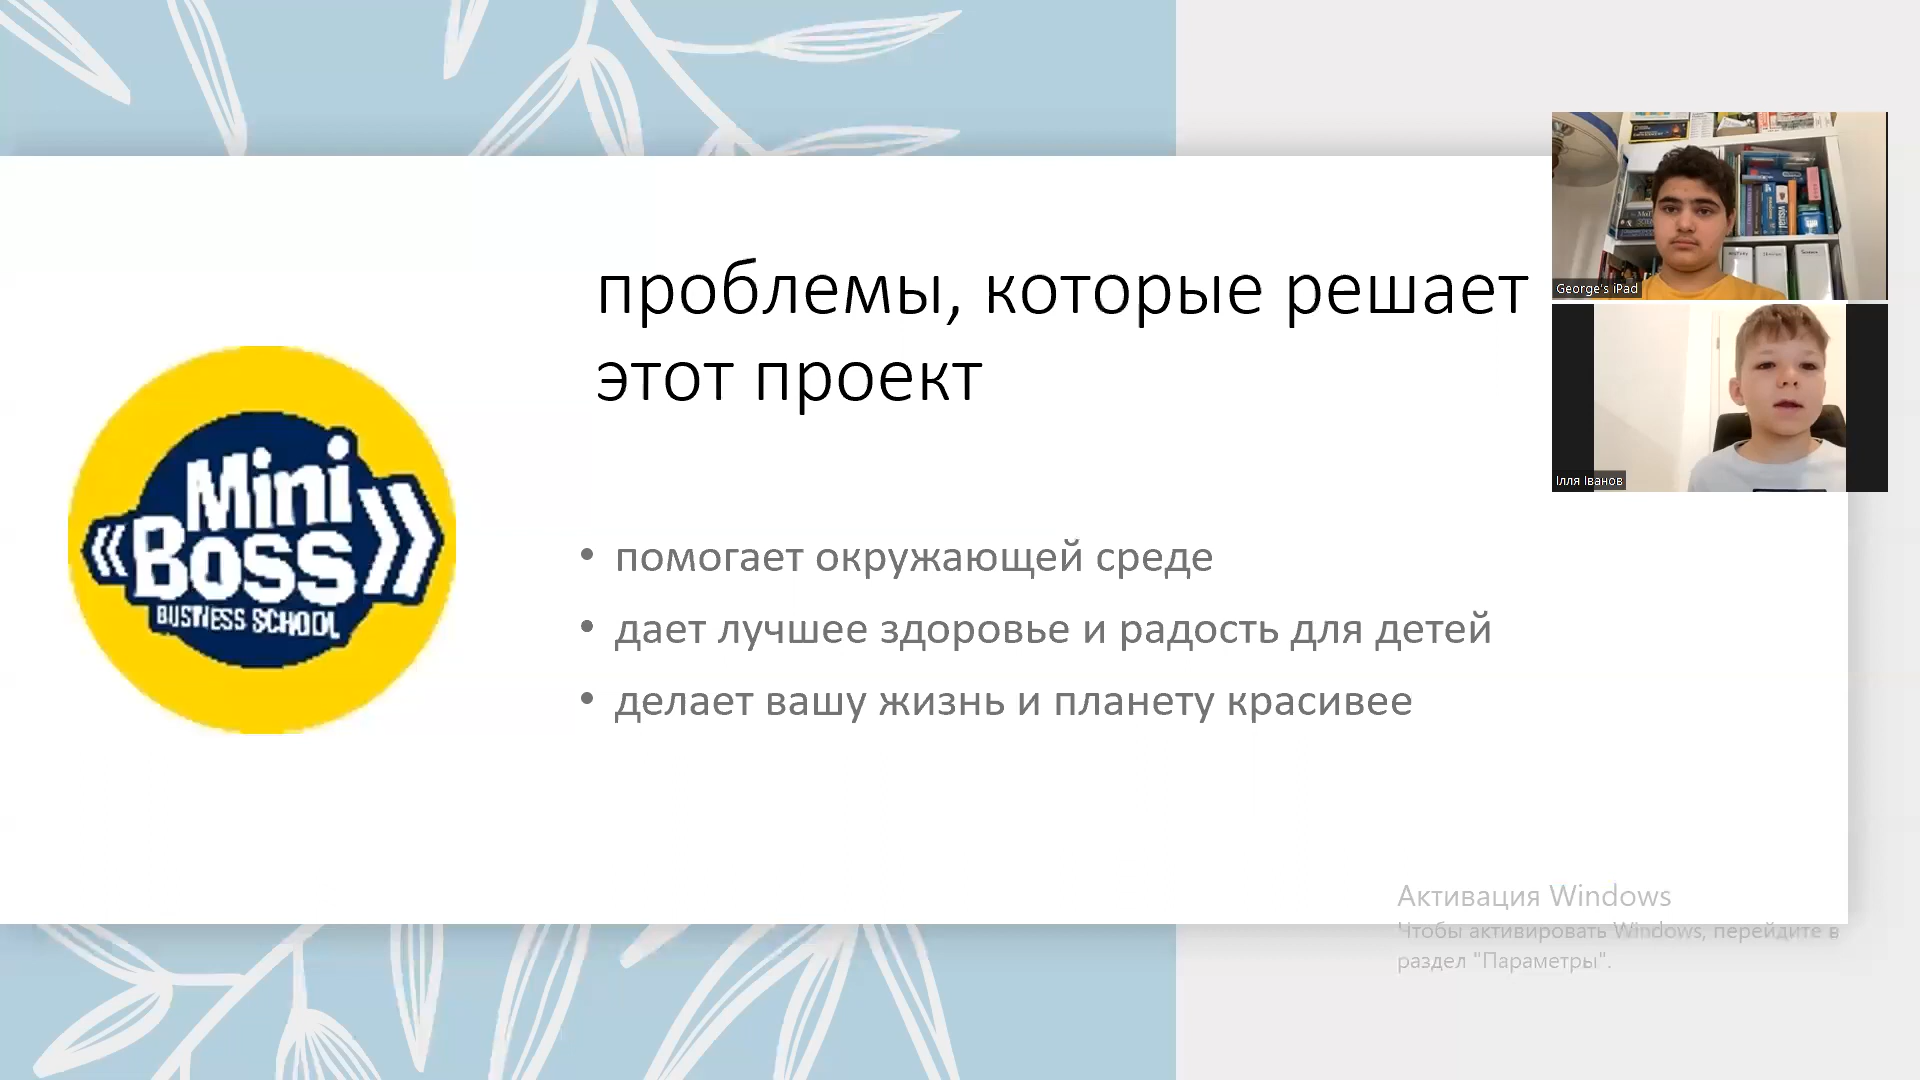 проблемы, которые решает
этот проект
Mini
Boss
BUSINESS SCHOOL
• помогает окружающей среде
• дает лучшее здоровье и радость для детей
• делает вашу жизнь и планету красивее
George's iPad
Ілля Іванов
Активация Windows
Чтобы активировать Windows, перейдите в
раздел "Параметры".